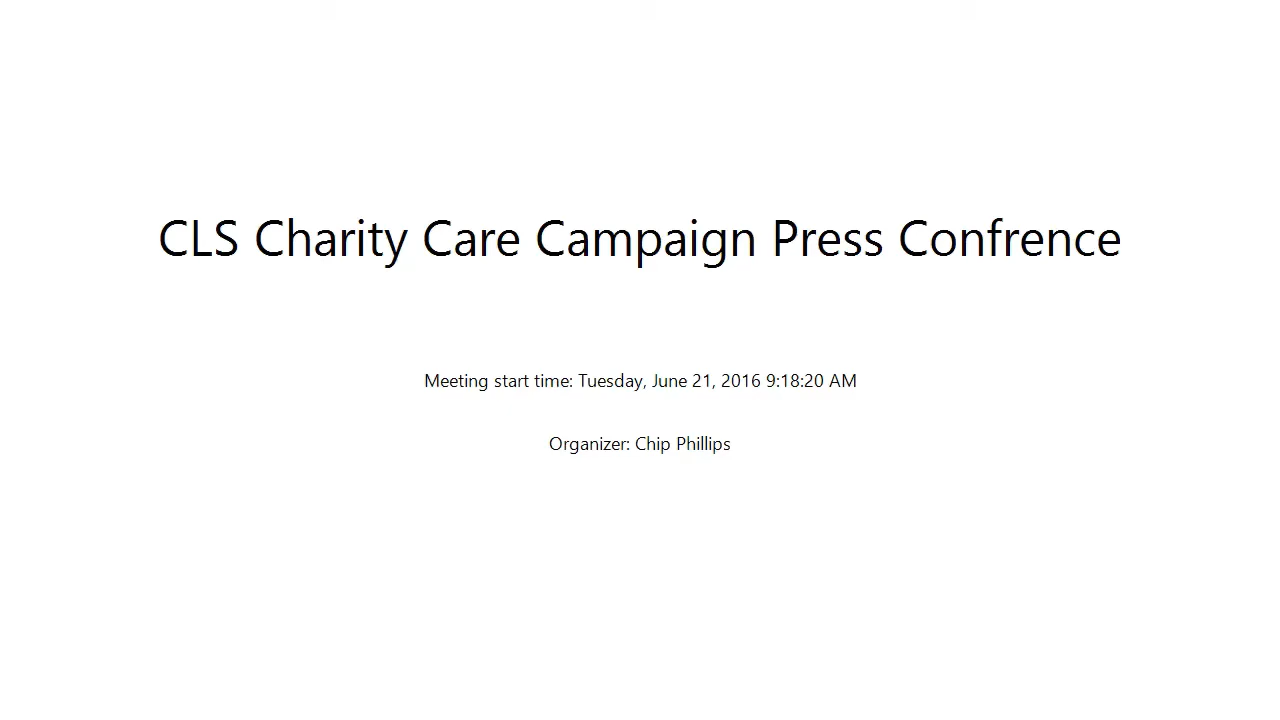 CLS Charity Care Campaign Press Confrence
Meeting start time: Tuesday, June 21, 2016 9:18:20 AM
Organizer: Chip Phillips